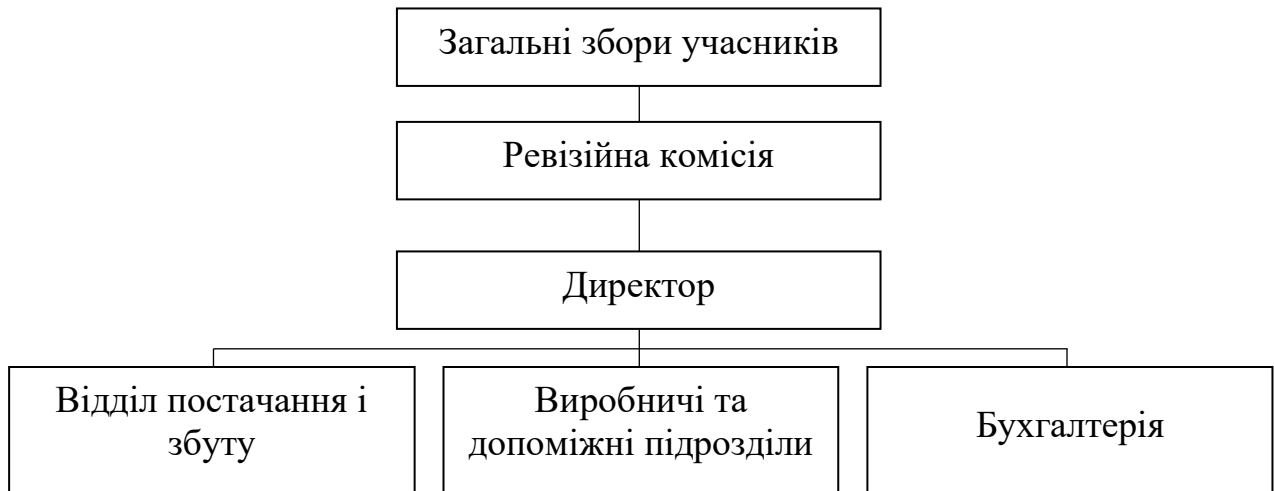 Загальні збори учасників
Ревізійна комісія
Директор
Відділ постачання і
збуту
Виробничі та
допоміжні підрозділи
Бухгалтерія